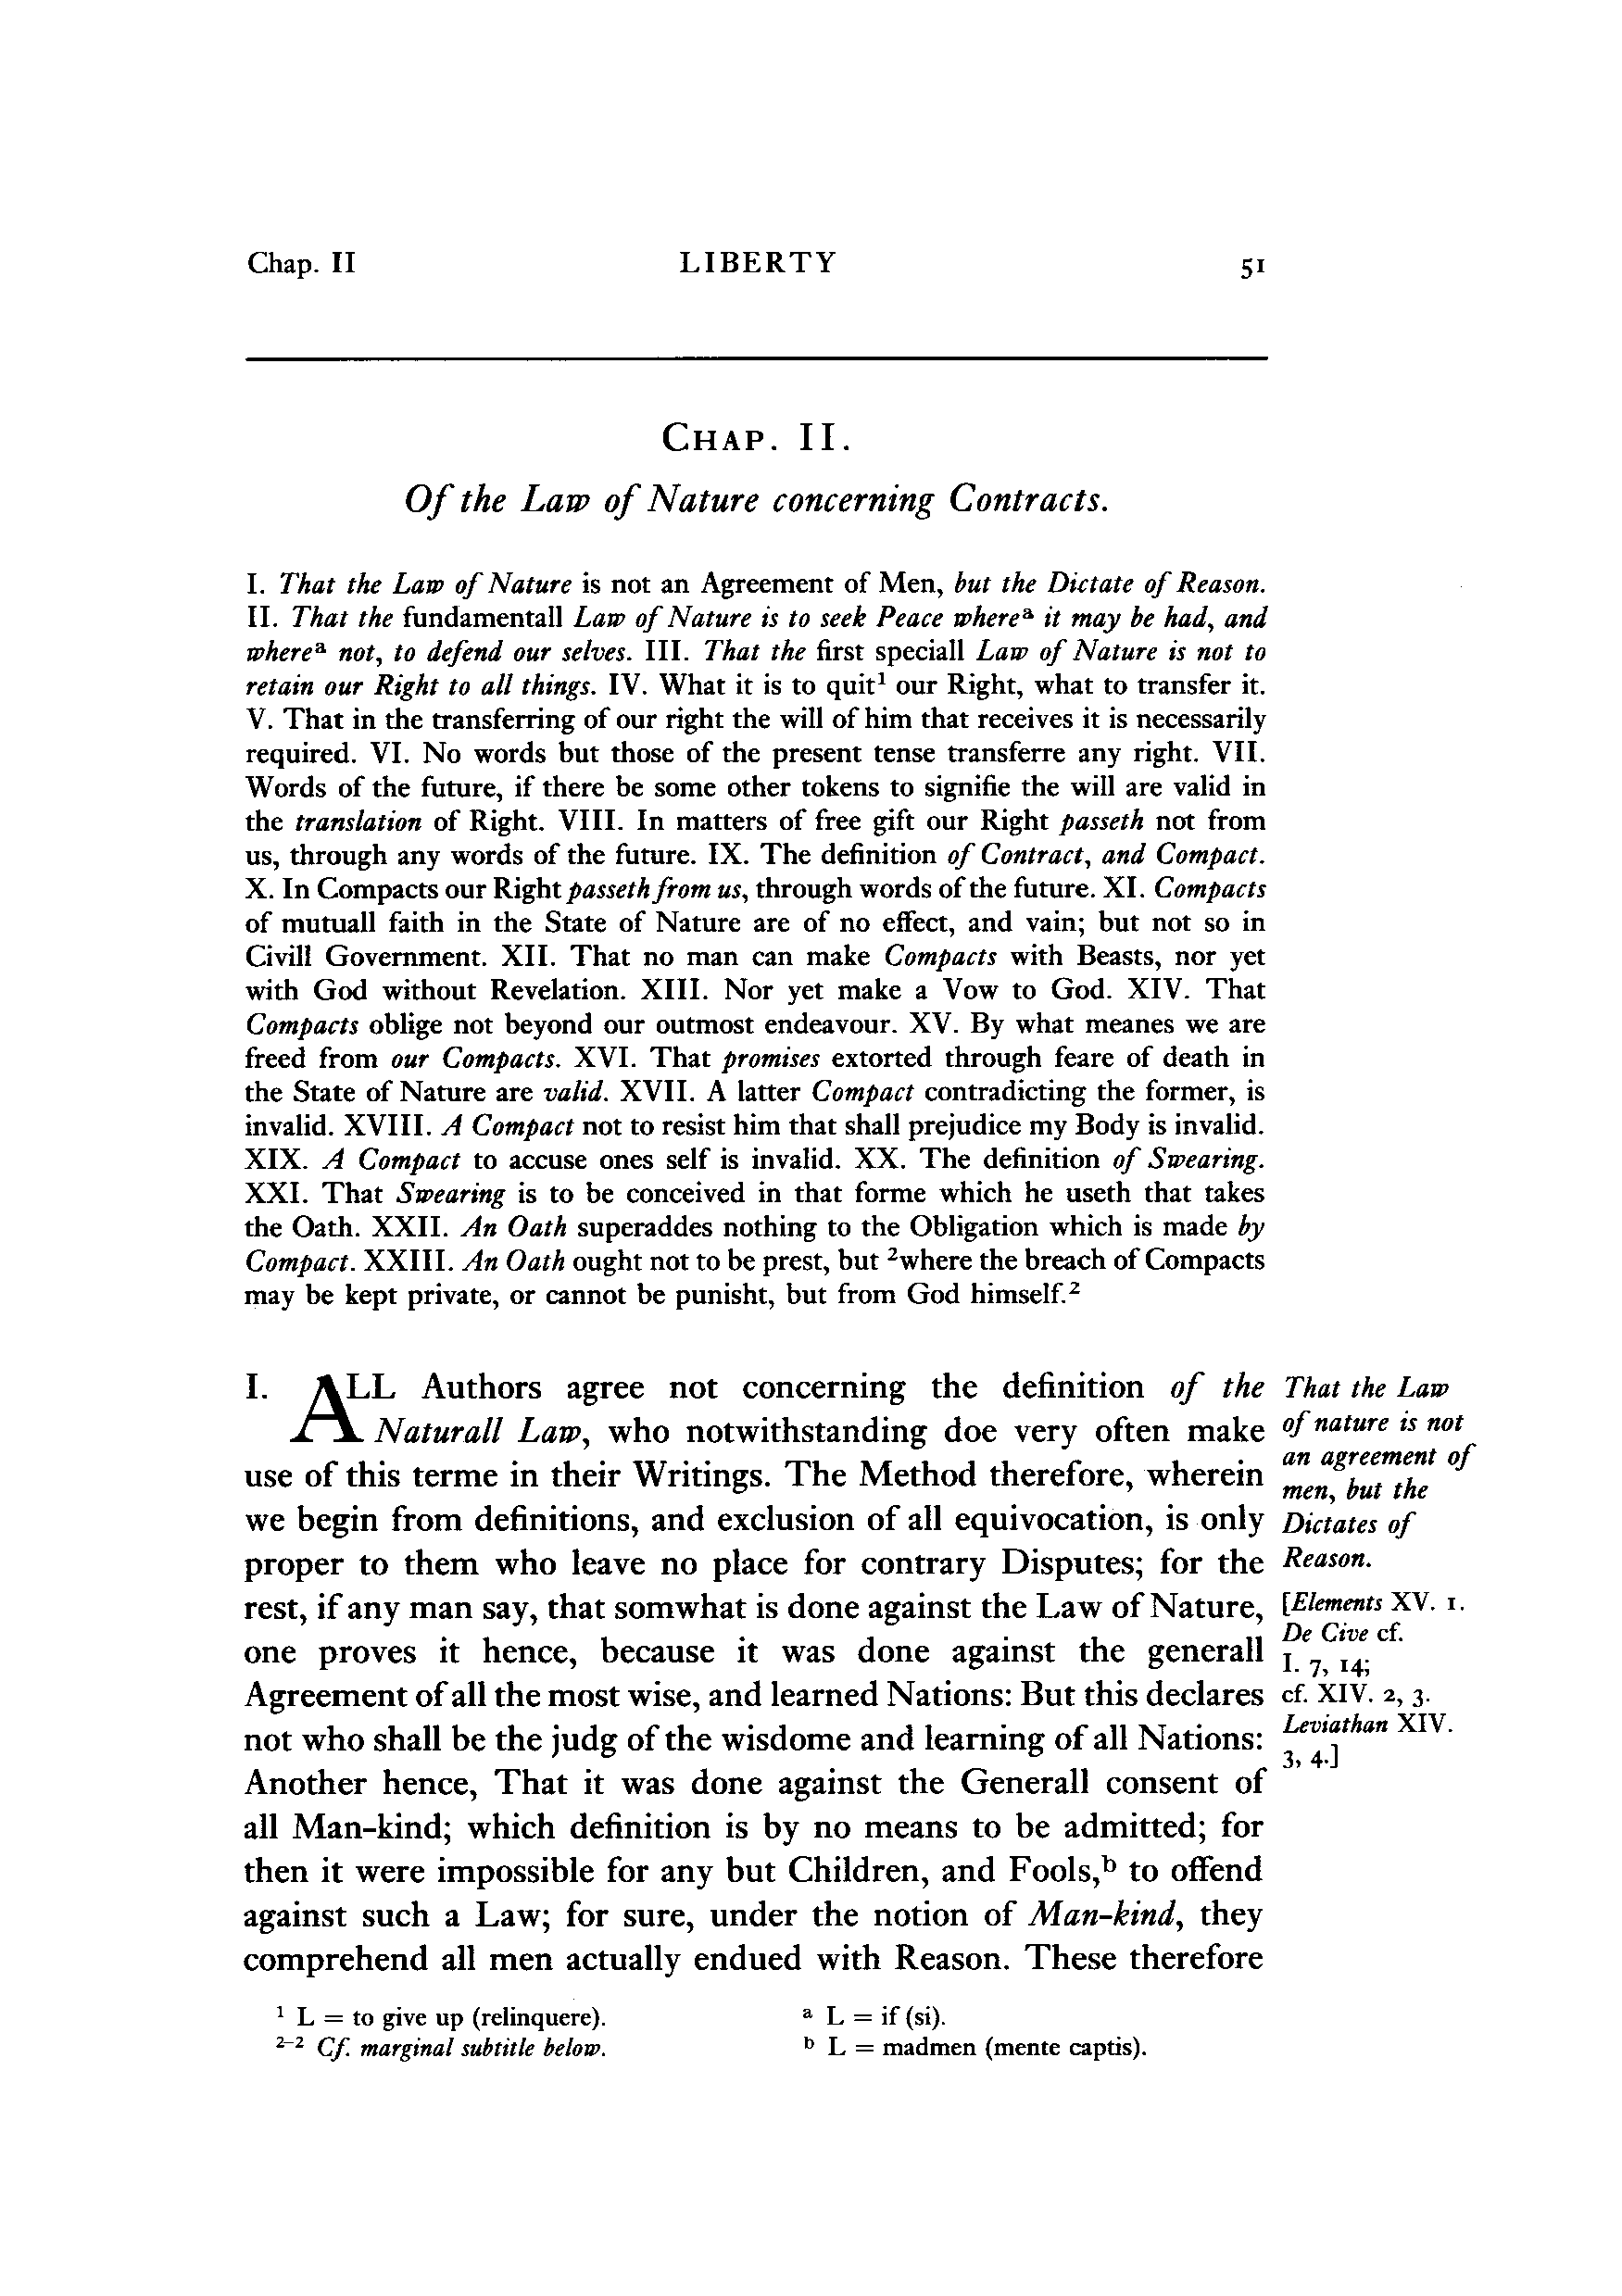 Chap. II LIBERTY 51
CHAP. II.
Of the Law of Nature concerning Contracts.
I. That the Law of Nature is not an Agreement of Men, but the Dictate of Reason.
II. That the fundamentall Law of Nature is to seek Peace whereᵃ it may be had, and
whereᵃ not, to defend our selves. III. That the first speciall Law of Nature is not to
retain our Right to all things. IV. What it is to quit¹ our Right, what to transfer it.
V. That in the transferring of our right the will of him that receives it is necessarily
required. VI. No words but those of the present tense transferre any right. VII.
Words of the future, if there be some other tokens to signifie the will are valid in
the translation of Right. VIII. In matters of free gift our Right passeth not from
us, through any words of the future. IX. The definition of Contract, and Compact.
X. In Compacts our Right passeth from us, through words of the future. XI. Compacts
of mutuall faith in the State of Nature are of no effect, and vain; but not so in
Civill Government. XII. That no man can make Compacts with Beasts, nor yet
with God without Revelation. XIII. Nor yet make a Vow to God. XIV. That
Compacts oblige not beyond our outmost endeavour. XV. By what meanes we are
freed from our Compacts. XVI. That promises extorted through feare of death in
the State of Nature are valid. XVII. A latter Compact contradicting the former, is
invalid. XVIII. A Compact not to resist him that shall prejudice my Body is invalid.
XIX. A Compact to accuse ones self is invalid. XX. The definition of Swearing.
XXI. That Swearing is to be conceived in that forme which he useth that takes
the Oath. XXII. An Oath superaddes nothing to the Obligation which is made by
Compact. XXIII. An Oath ought not to be prest, but ²where the breach of Compacts
may be kept private, or cannot be punisht, but from God himself.²
I. ALL Authors agree not concerning the definition of the
Naturall Law, who notwithstanding doe very often make
use of this terme in their Writings. The Method therefore, wherein
we begin from definitions, and exclusion of all equivocation, is only
proper to them who leave no place for contrary Disputes; for the
rest, if any man say, that somwhat is done against the Law of Nature,
one proves it hence, because it was done against the generall
Agreement of all the most wise, and learned Nations: But this declares
not who shall be the judg of the wisdome and learning of all Nations:
Another hence, That it was done against the Generall consent of
all Man-kind; which definition is by no means to be admitted; for
then it were impossible for any but Children, and Fools,ᵇ to offend
against such a Law; for sure, under the notion of Man-kind, they
comprehend all men actually endued with Reason. These therefore
That the Law
of nature is not
an agreement of
men, but the
Dictates of
Reason.
[Elements XV. 1.
De Cive cf.
I. 7, 14;
cf. XIV. 2, 3.
Leviathan XIV.
3, 4.]
¹ L = to give up (relinquere).
²⁻² Cf. marginal subtitle below.
ᵃ L = if (si).
ᵇ L = madmen (mente captis).